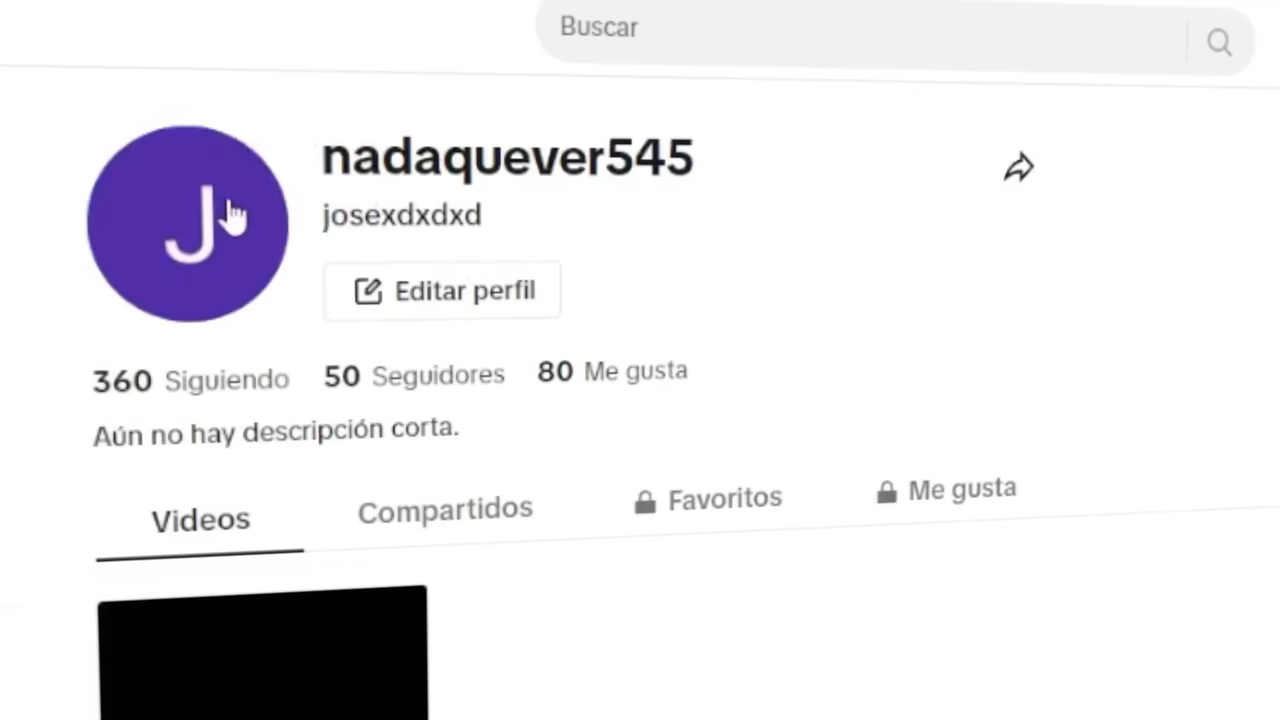 Buscar
nadaquever545
josexdxdxd
J
Editar perfil
360 Siguiendo 50 Seguidores 80 Me gusta
Aún no hay descripción corta.
Videos Compartidos Favoritos Me gusta